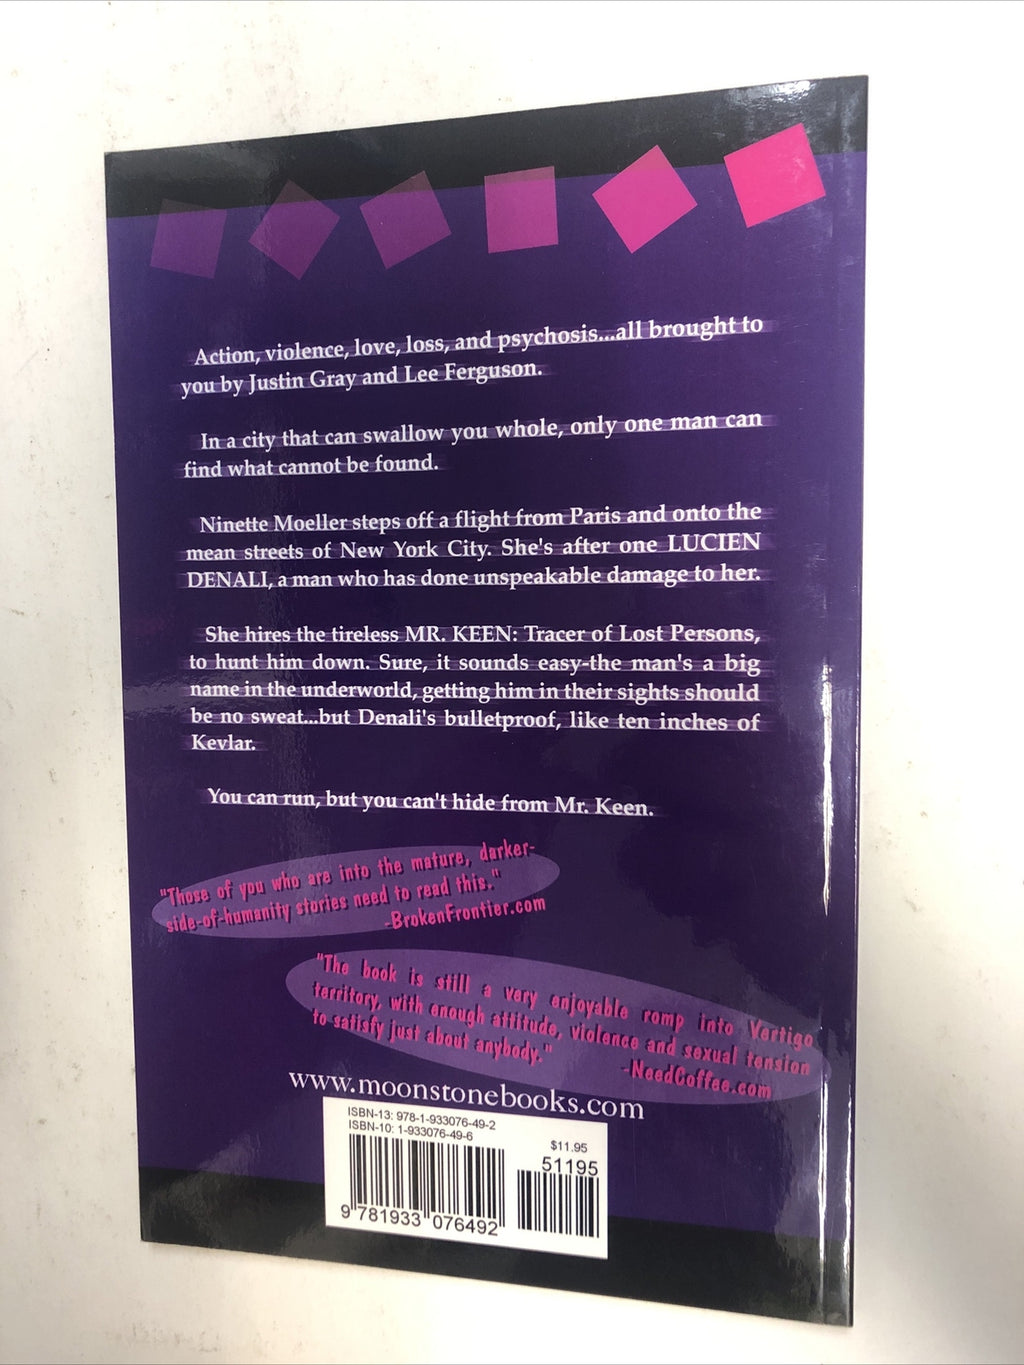 Action, violence, love, loss, and psychosis...all brought to
you by Justin Gray and Lee Ferguson.
In a city that can swallow you whole, only one man can
find what cannot be found.
Ninette Moeller steps off a flight from Paris and onto the
mean streets of New York City. She's after one LUCIEN
DENALI, a man who has done unspeakable damage to her.
She hires the tireless MR. KEEN: Tracer of Lost Persons,
to hunt him down. Sure, it sounds easy-the man's a big
name in the underworld, getting him in their sights should
be no sweat...but Denali's bulletproof, like ten inches of
Kevlar.
You can run, but you can't hide from Mr. Keen.
"Those of you who are into the mature, darker-
side-of-humanity stories need to read this."
-BrokenFrontier.com
"The book is still a very enjoyable romp into Vertigo
territory, with enough attitude, violence and sexual tension
to satisfy just about anybody."
-NeedCoffee.com
www.moonstonebooks.com
ISBN-13: 978-1-933076-49-2
ISBN-10: 1-933076-49-6
$11.95
51195
9 781933 076492